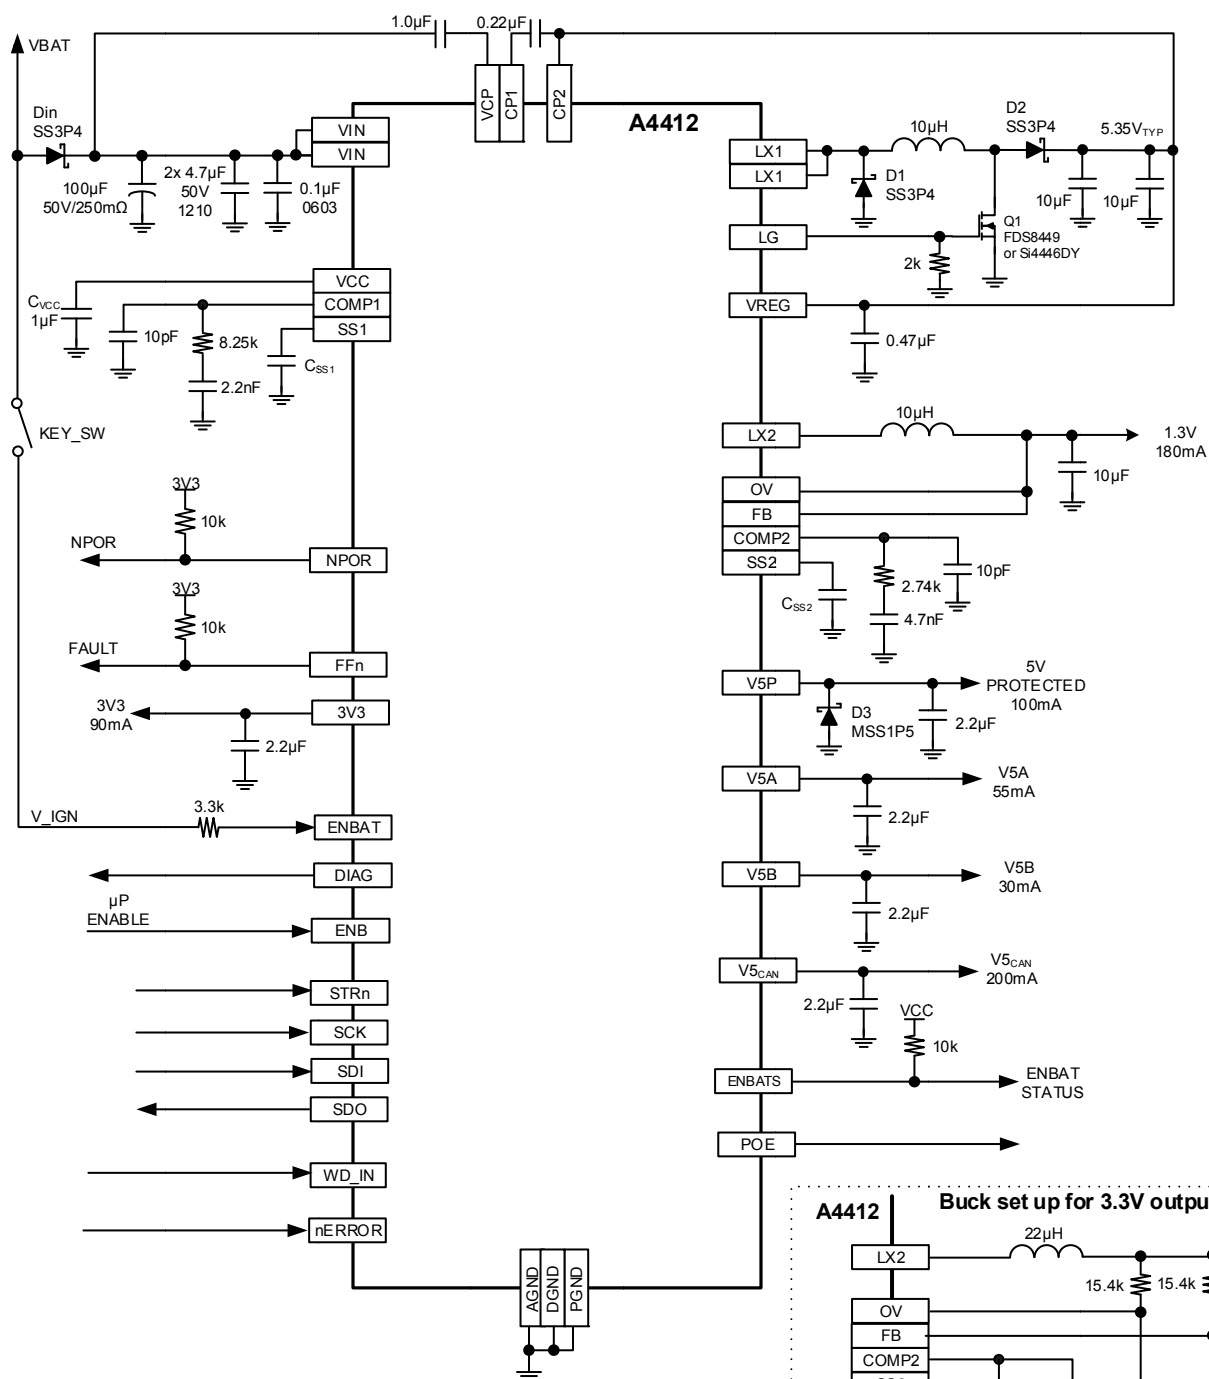 1.0µF
0.22µF
VBAT
VCP
CP1
CP2
A4412
Din
SS3P4
VIN
VIN
100µF
50V/250mΩ
2x 4.7µF
50V
1210
0.1µF
0603
LX1
LX1
10µH
D2
SS3P4
5.35VTYP
D1
SS3P4
10µF
10µF
LG
Q1
FDS8449
or Si4446DY
2k
VCC
COMP1
SS1
CVCC
1µF
10pF
8.25k
2.2nF
CSS1
VREG
0.47µF
KEY_SW
LX2
10µH
1.3V
180mA
10µF
OV
FB
COMP2
SS2
CSS2
2.74k
4.7nF
10pF
3V3
10k
NPOR
NPOR
3V3
10k
FAULT
FFn
3V3
90mA
3V3
2.2µF
V5P
5V
PROTECTED
100mA
D3
MSS1P5
2.2µF
V5A
V5A
55mA
2.2µF
V_IGN
3.3k
ENBAT
DIAG
V5B
V5B
30mA
2.2µF
µP
ENABLE
ENB
V5CAN
V5CAN
200mA
2.2µF
STRn
SCK
SDI
SDO
VCC
10k
ENBATS
ENBAT
STATUS
POE
WD_IN
nERROR
AGND
DGND
PGND
A4412
Buck set up for 3.3V outpu
LX2
22µH
15.4k
15.4k
OV
FB
COMP2